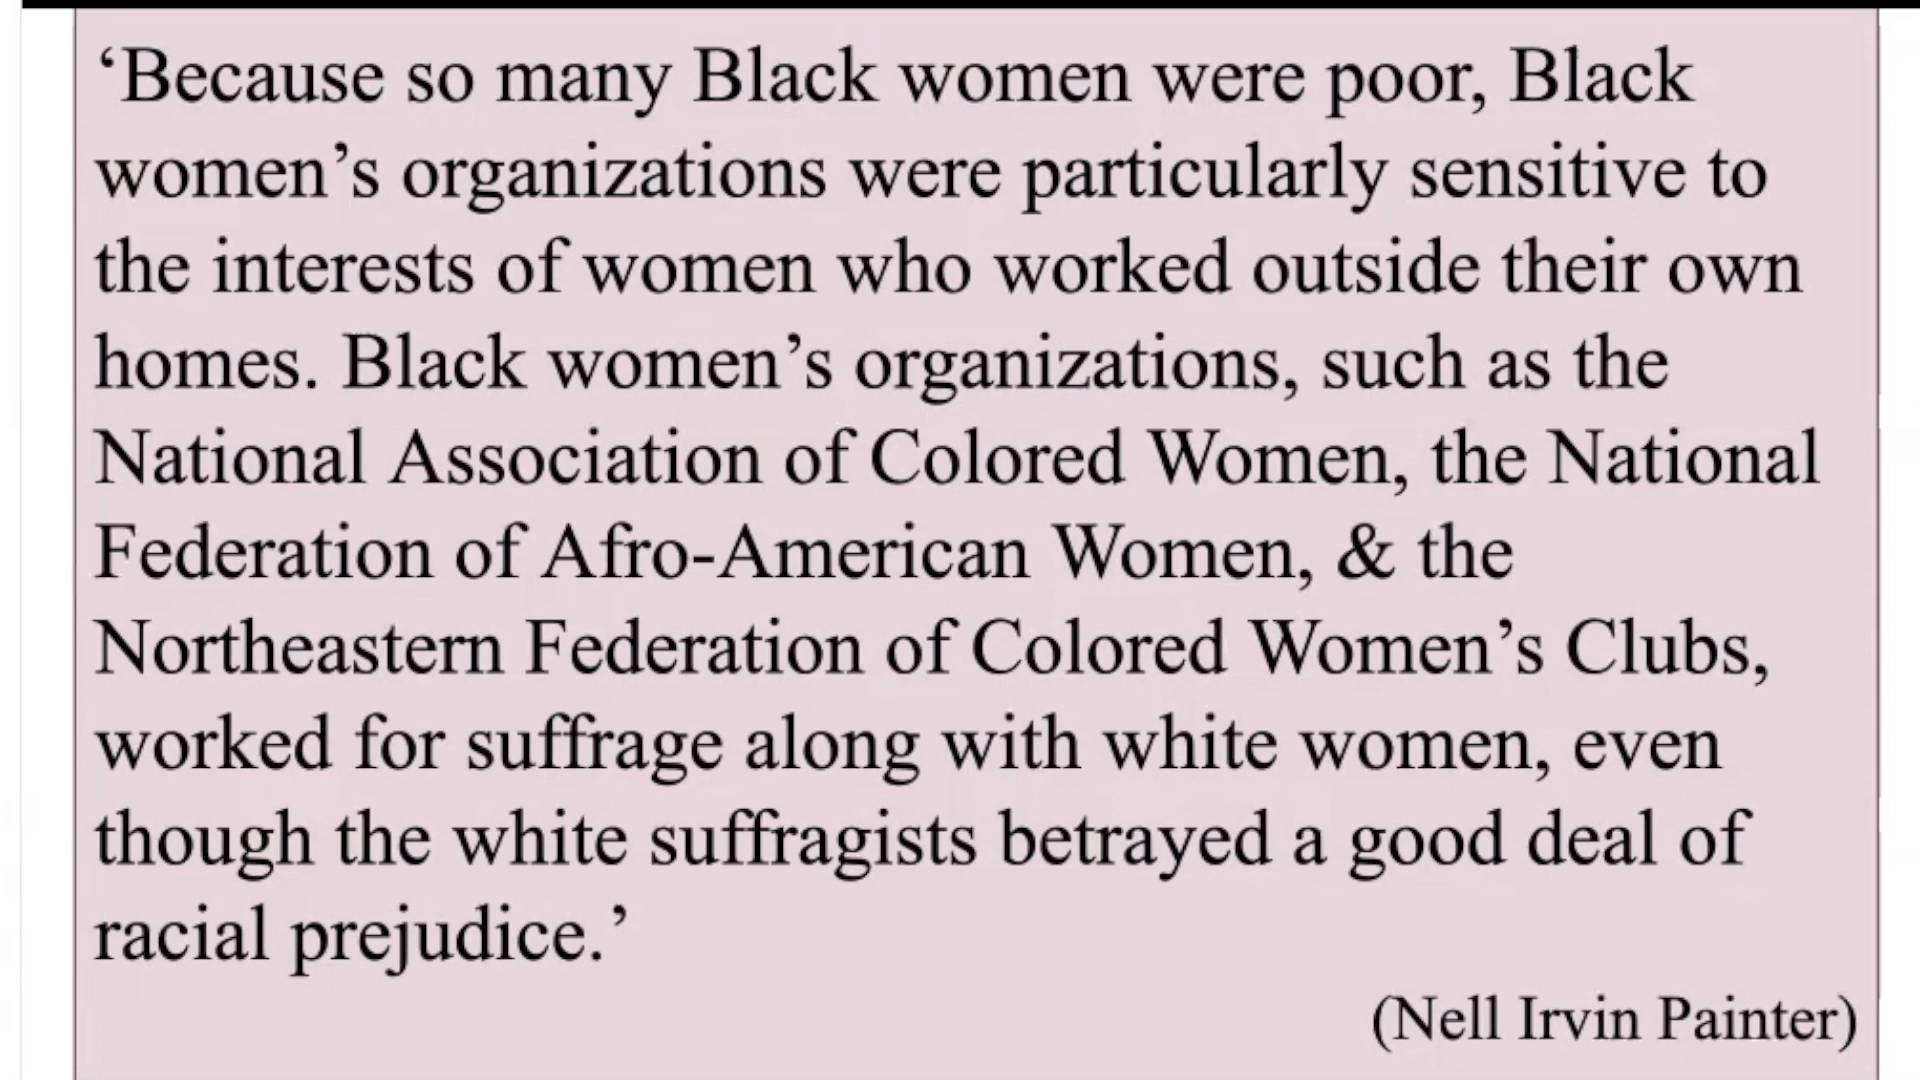 ‘Because so many Black women were poor, Black
women’s organizations were particularly sensitive to
the interests of women who worked outside their own
homes. Black women’s organizations, such as the
National Association of Colored Women, the National
Federation of Afro-American Women, & the
Northeastern Federation of Colored Women’s Clubs,
worked for suffrage along with white women, even
though the white suffragists betrayed a good deal of
racial prejudice.’
(Nell Irvin Painter)